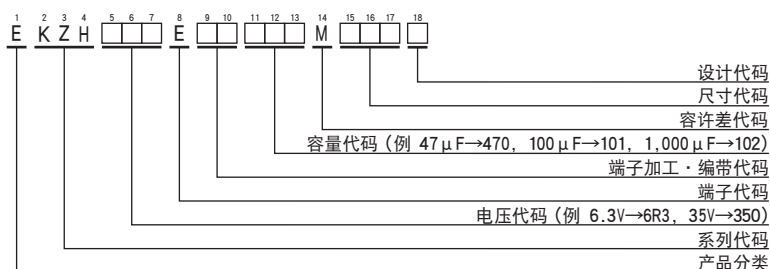 1 2 3 4 5 6 7 8 9 10 11 12 13 14 15 16 17 18
E K Z H □□□ E □□ □□□ M □□□ □
设计代码
尺寸代码
容许差代码
容量代码（例 47μF→470, 100μF→101, 1,000μF→102）
端子加工・编带代码
端子代码
电压代码（例 6.3V→6R3, 35V→350）
系列代码
产品分类